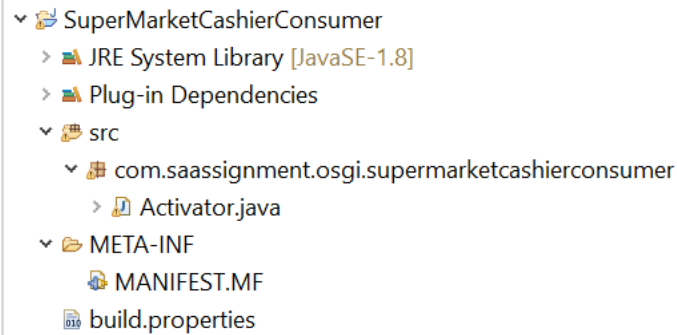 SuperMarketCashierConsumer
JRE System Library [JavaSE-1.8]
Plug-in Dependencies
src
com.saassignment.osgi.supermarketcashierconsumer
Activator.java
META-INF
MANIFEST.MF
build.properties